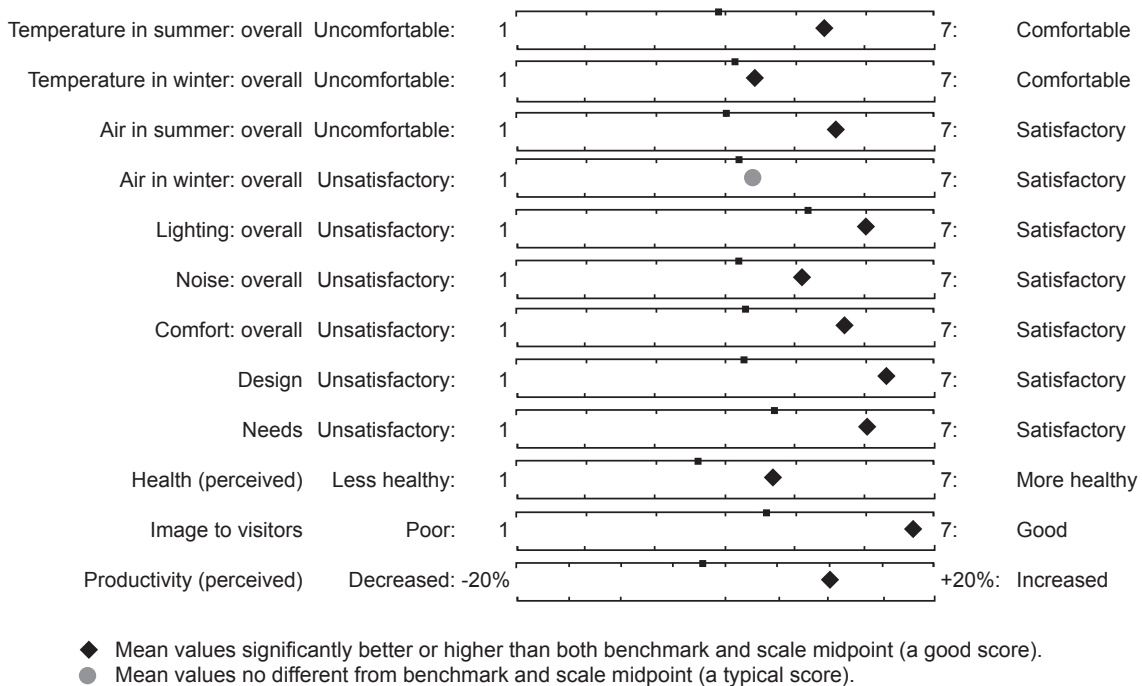 Temperature in summer: overall Uncomfortable: 1 7: Comfortable
Temperature in winter: overall Uncomfortable: 1 7: Comfortable
Air in summer: overall Uncomfortable: 1 7: Satisfactory
Air in winter: overall Unsatisfactory: 1 7: Satisfactory
Lighting: overall Unsatisfactory: 1 7: Satisfactory
Noise: overall Unsatisfactory: 1 7: Satisfactory
Comfort: overall Unsatisfactory: 1 7: Satisfactory
Design Unsatisfactory: 1 7: Satisfactory
Needs Unsatisfactory: 1 7: Satisfactory
Health (perceived) Less healthy: 1 7: More healthy
Image to visitors Poor: 1 7: Good
Productivity (perceived) Decreased: -20% +20%: Increased
Mean values significantly better or higher than both benchmark and scale midpoint (a good score).
Mean values no different from benchmark and scale midpoint (a typical score).